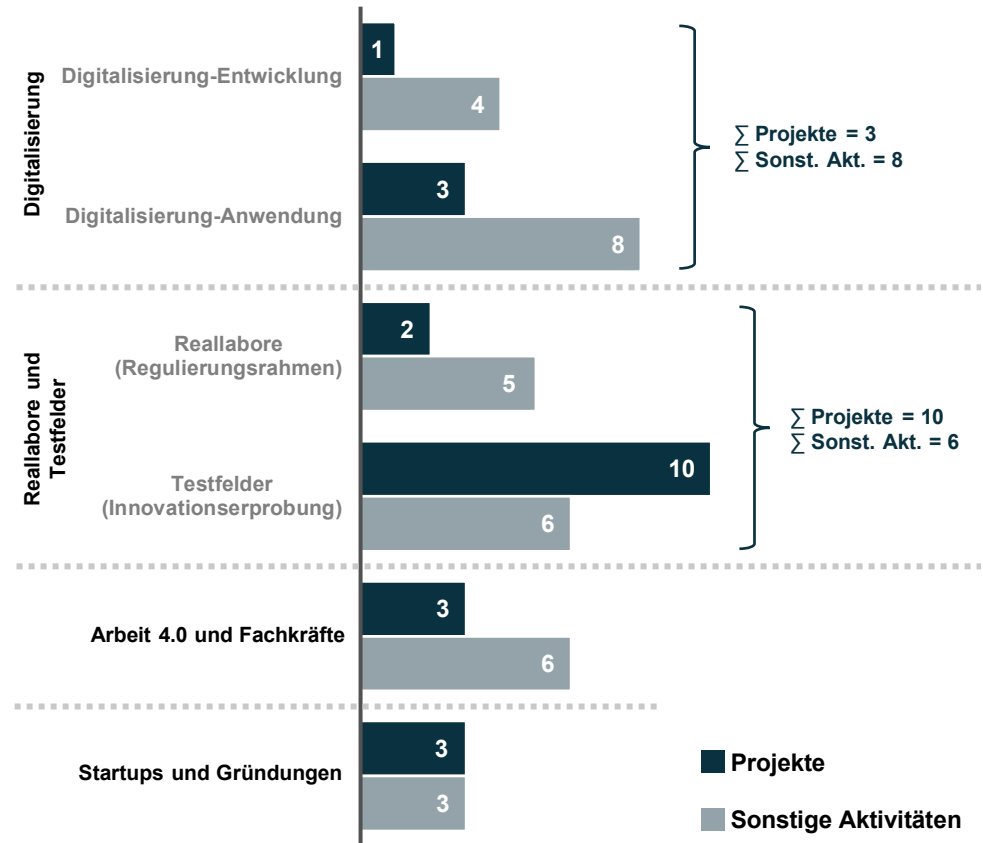 Digitalisierung
Digitalisierung-Entwicklung
1
4
Digitalisierung-Anwendung
3
8
∑ Projekte = 3
∑ Sonst. Akt. = 8
Reallabore und
Testfelder
Reallabore
(Regulierungsrahmen)
2
5
Testfelder
(Innovationserprobung)
10
6
∑ Projekte = 10
∑ Sonst. Akt. = 6
Arbeit 4.0 und Fachkräfte
3
6
Startups und Gründungen
3
3
Projekte
Sonstige Aktivitäten